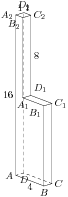 D₂
A₂ C₂
B₂
8
16
D₁
A₁ C₁
B₁
A D C
4 B